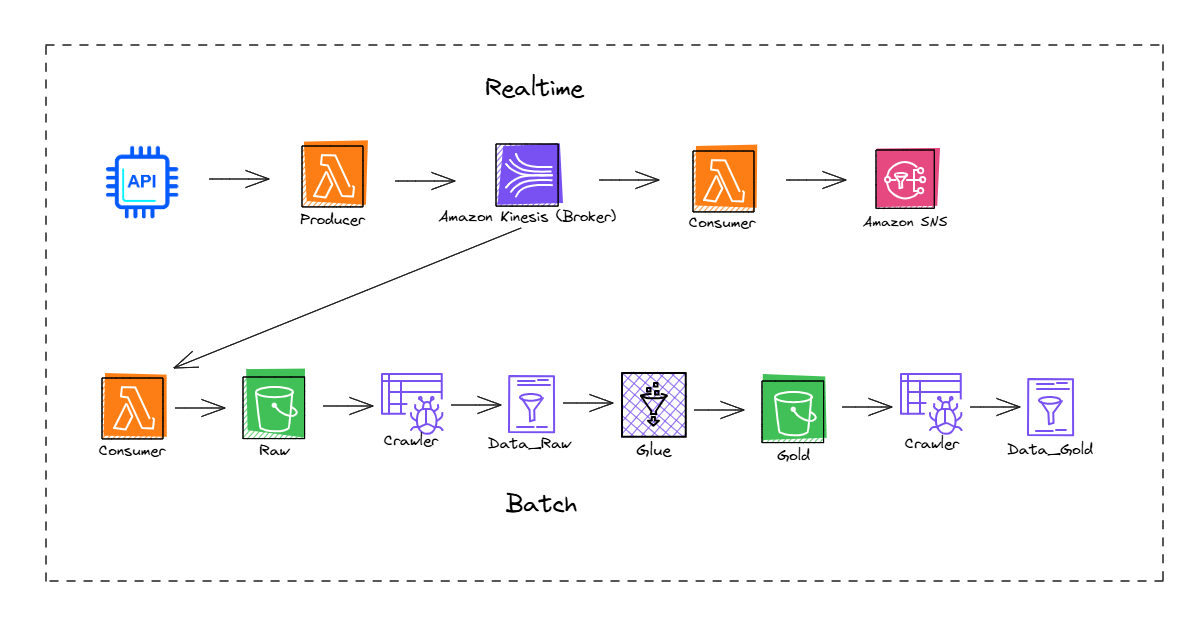 Realtime
API
Producer
Amazon Kinesis (Broker)
Consumer
Amazon SNS
Consumer
Raw
Crawler
Data_Raw
Glue
Gold
Crawler
Data_Gold
Batch